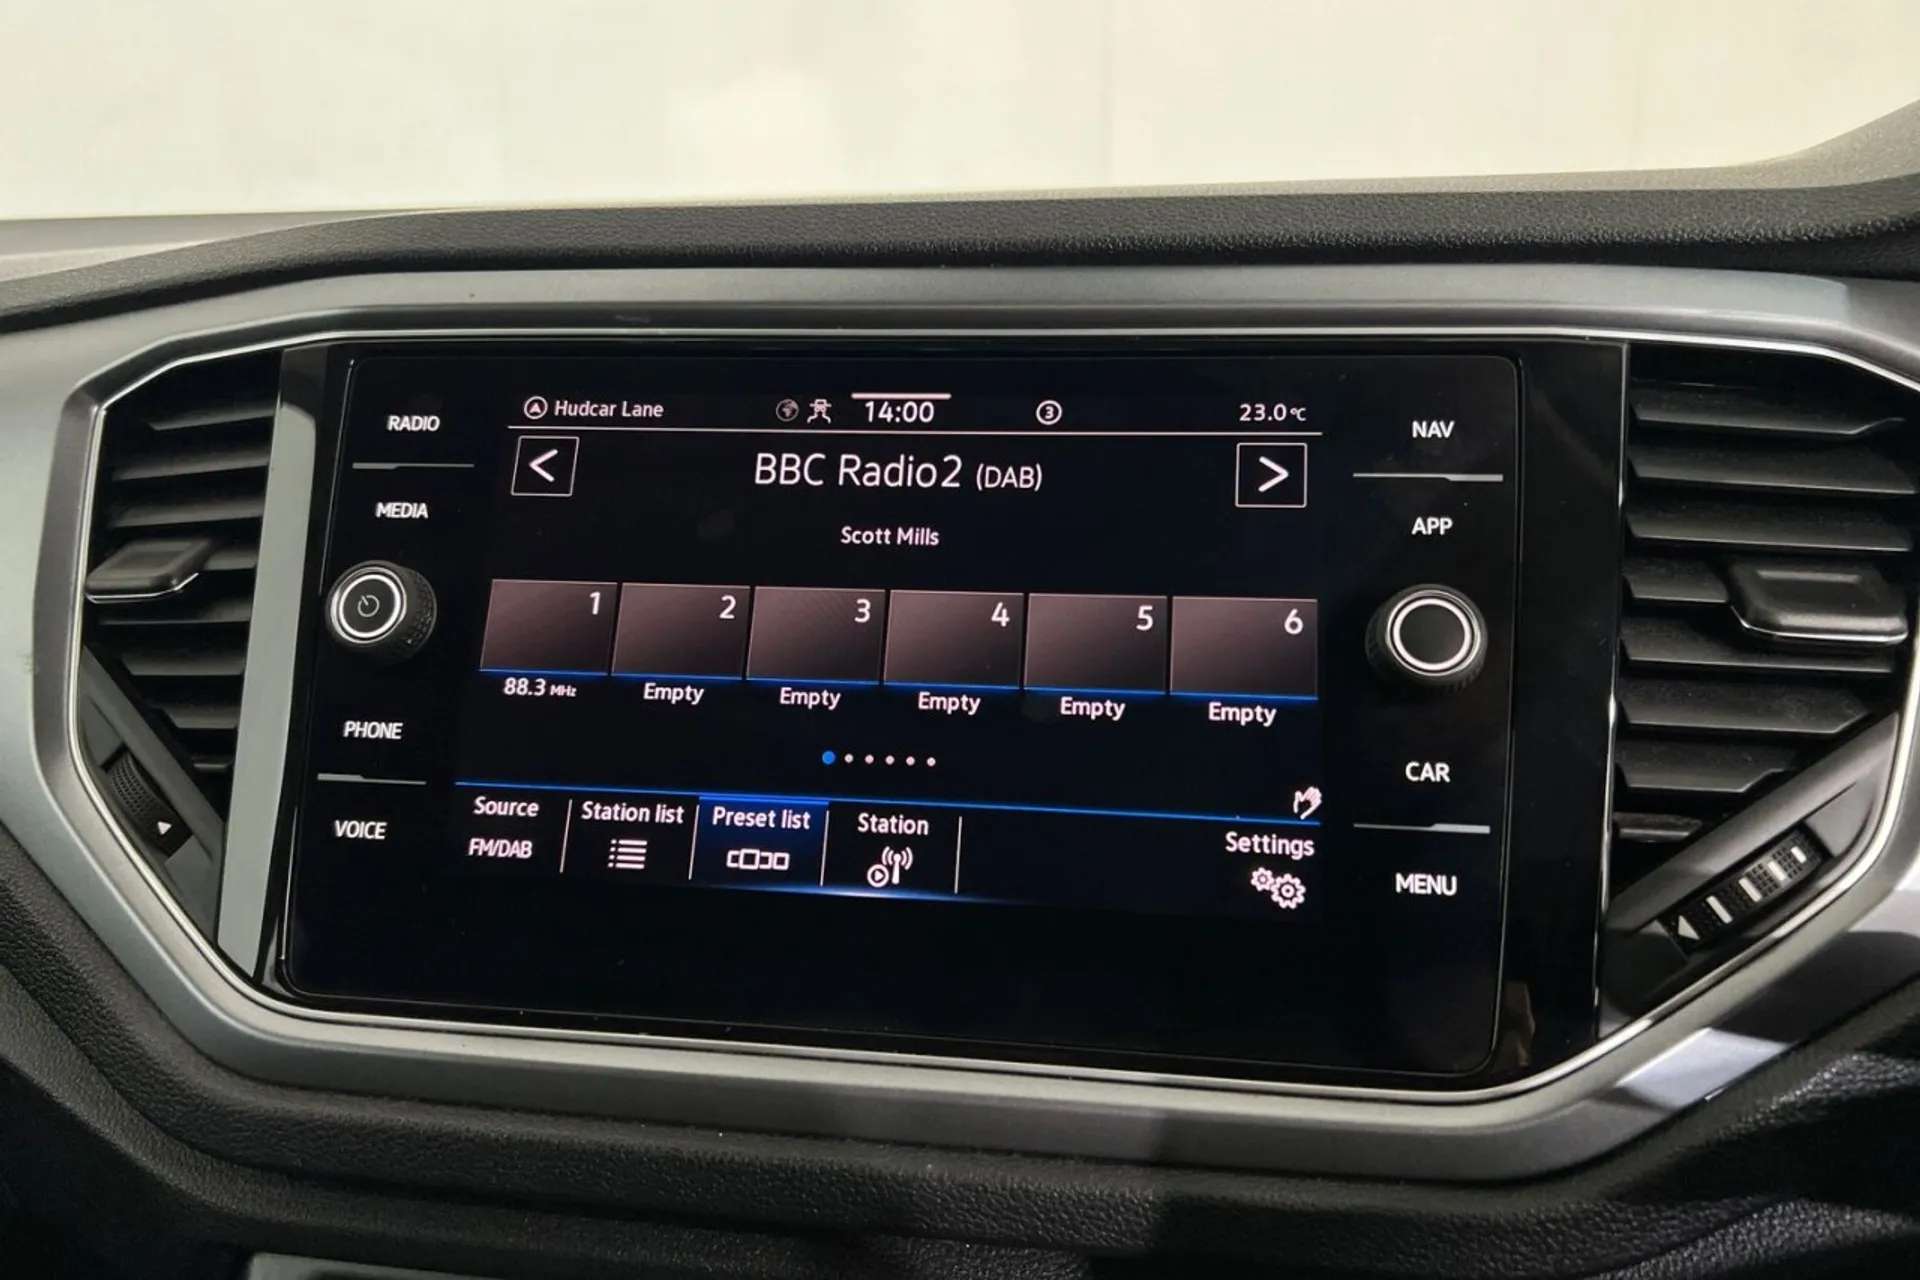 RADIO
MEDIA
PHONE
VOICE
Hudcar Lane
14:00
3
23.0°C
<
BBC Radio2 (DAB)
>
Scott Mills
1 2 3 4 5 6
88.3 MHz Empty Empty Empty Empty Empty
Source Station list Preset list Station Settings
FM/DAB
NAV
APP
CAR
MENU